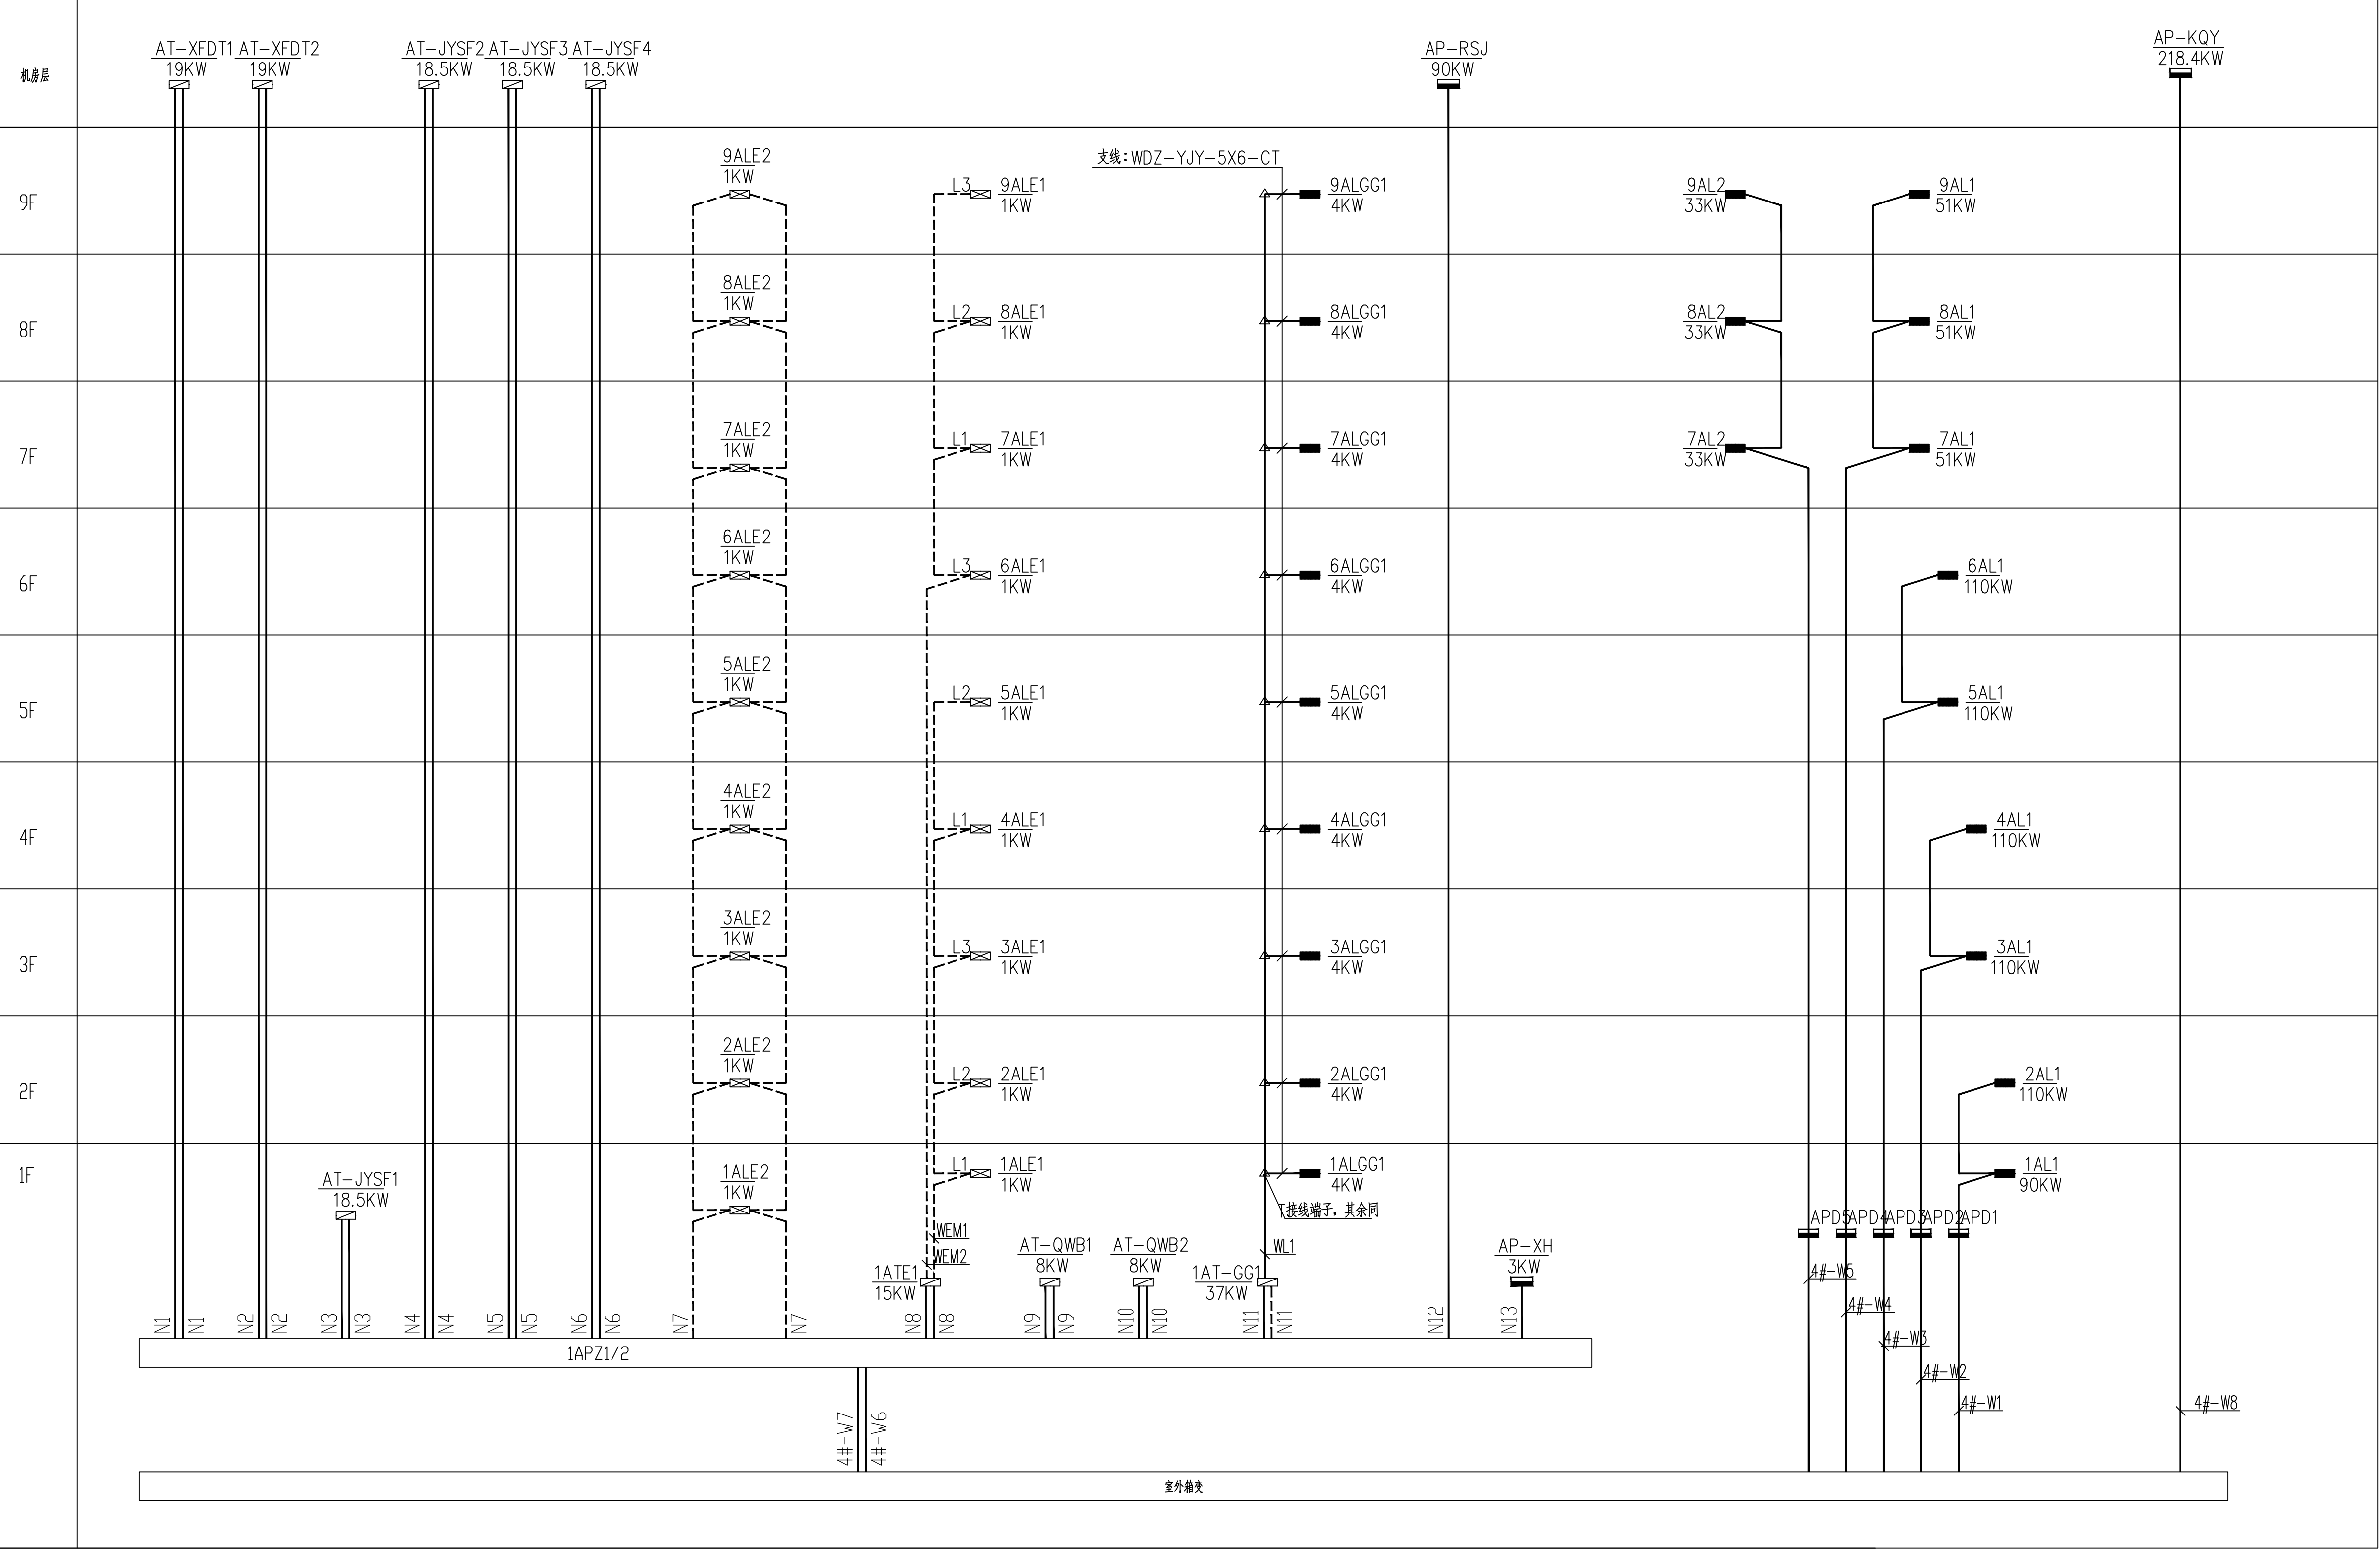 机房层
AT-XFDT1
19KW
AT-XFDT2
19KW
AT-JYSF2
18.5KW
AT-JYSF3
18.5KW
AT-JYSF4
18.5KW
AP-RSJ
90KW
AP-KQY
218.4KW
支线:WDZ-YJY-5X6-CT
9F
9ALE2
1KW
L3
9ALE1
1KW
9ALGG1
4KW
9AL2
33KW
9AL1
51KW
8F
8ALE2
1KW
L2
8ALE1
1KW
8ALGG1
4KW
8AL2
33KW
8AL1
51KW
7F
7ALE2
1KW
L1
7ALE1
1KW
7ALGG1
4KW
7AL2
33KW
7AL1
51KW
6F
6ALE2
1KW
L3
6ALE1
1KW
6ALGG1
4KW
6AL1
110KW
5F
5ALE2
1KW
L2
5ALE1
1KW
5ALGG1
4KW
5AL1
110KW
4F
4ALE2
1KW
L1
4ALE1
1KW
4ALGG1
4KW
4AL1
110KW
3F
3ALE2
1KW
L3
3ALE1
1KW
3ALGG1
4KW
3AL1
110KW
2F
2ALE2
1KW
L2
2ALE1
1KW
2ALGG1
4KW
2AL1
110KW
1F
AT-JYSF1
18.5KW
1ALE2
1KW
L1
1ALE1
1KW
1ALGG1
4KW
T接线端子，其余同
1AL1
90KW
APD5
APD4
APD3
APD2
APD1
WEM1
WEM2
1ATE1
15KW
AT-QWB1
8KW
AT-QWB2
8KW
WL1
1AT-GG1
37KW
AP-XH
3KW
4#-W5
4#-W4
4#-W3
4#-W2
4#-W1
4#-W8
N1
N1
N2
N2
N3
N3
N4
N4
N5
N5
N6
N6
N7
N7
N8
N8
N9
N9
N10
N10
N11
N11
N12
N13
1APZ1/2
4#-W7
4#-W6
室外箱变